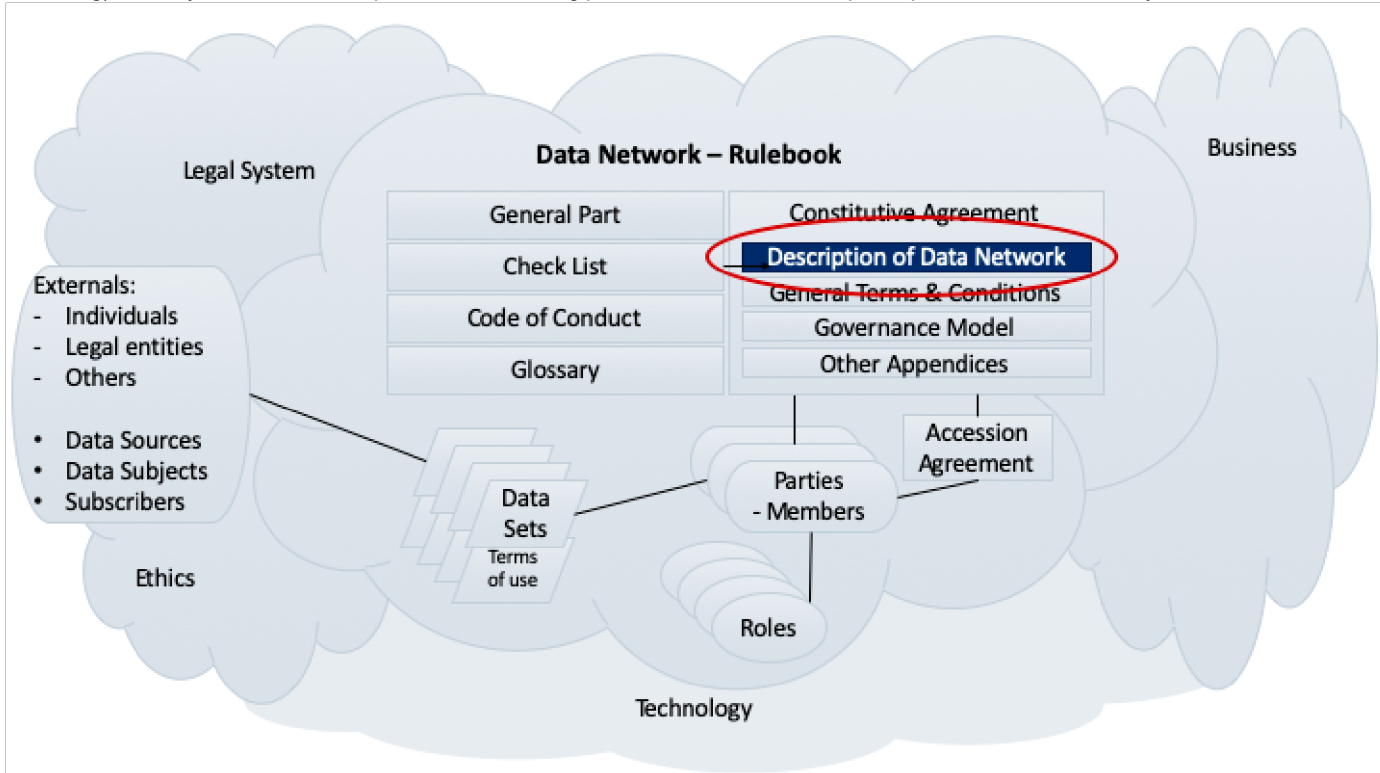 Data Network – Rulebook
Legal System
Business
General Part
Check List
Code of Conduct
Glossary
Constitutive Agreement
Description of Data Network
General Terms & Conditions
Governance Model
Other Appendices
Externals:
- Individuals
- Legal entities
- Others
• Data Sources
• Data Subjects
• Subscribers
Accession
Agreement
Parties
- Members
Data
Sets
Terms
of use
Roles
Ethics
Technology